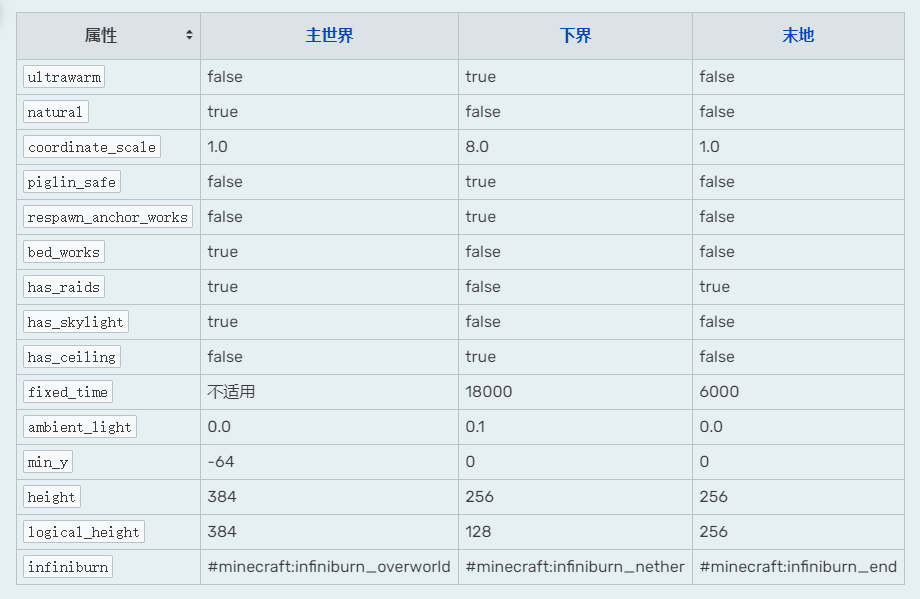 属性 主世界 下界 末地
ultrawarm false true false
natural true false false
coordinate_scale 1.0 8.0 1.0
piglin_safe false true false
respawn_anchor_works false true false
bed_works true false false
has_raids true false true
has_skylight true false false
has_ceiling false true false
fixed_time 不适用 18000 6000
ambient_light 0.0 0.1 0.0
min_y -64 0 0
height 384 256 256
logical_height 384 128 256
infiniburn #minecraft:infiniburn_overworld #minecraft:infiniburn_nether #minecraft:infiniburn_end